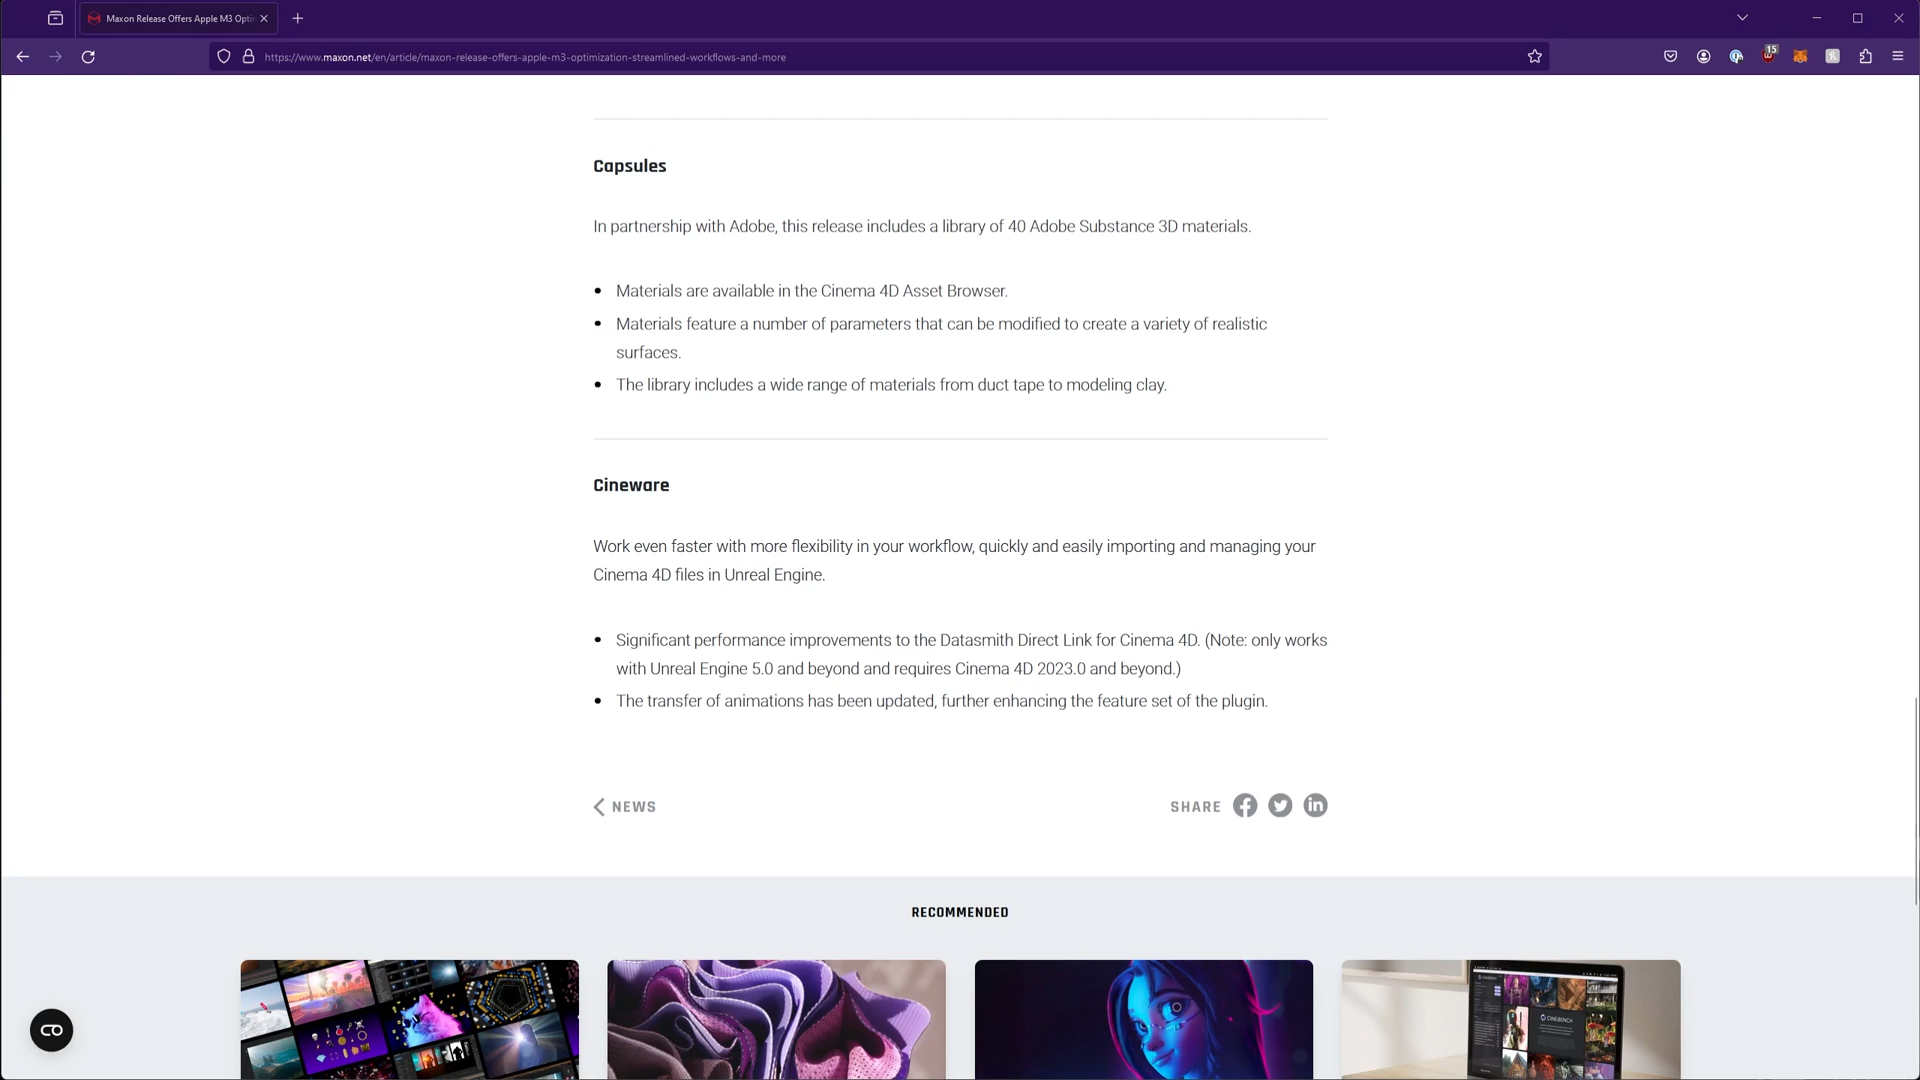 Maxon Release Offers Apple M3 Opti
https://www.maxon.net/en/article/maxon-release-offers-apple-m3-optimization-streamlined-workflows-and-more
15
Capsules
In partnership with Adobe, this release includes a library of 40 Adobe Substance 3D materials.
Materials are available in the Cinema 4D Asset Browser.
Materials feature a number of parameters that can be modified to create a variety of realistic
surfaces.
The library includes a wide range of materials from duct tape to modeling clay.
Cineware
Work even faster with more flexibility in your workflow, quickly and easily importing and managing your
Cinema 4D files in Unreal Engine.
Significant performance improvements to the Datasmith Direct Link for Cinema 4D. (Note: only works
with Unreal Engine 5.0 and beyond and requires Cinema 4D 2023.0 and beyond.)
The transfer of animations has been updated, further enhancing the feature set of the plugin.
NEWS
SHARE
RECOMMENDED
CINEBENCH